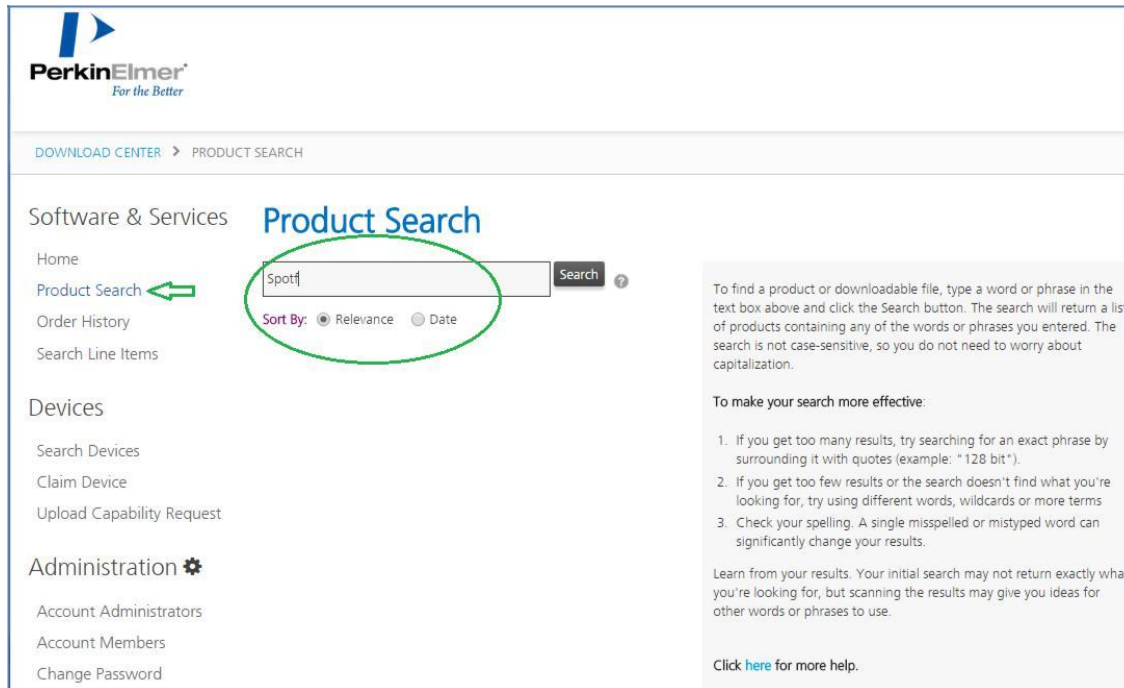 PerkinElmer®
For the Better
DOWNLOAD CENTER > PRODUCT SEARCH
Software & Services
Home
Product Search
Order History
Search Line Items
Devices
Search Devices
Claim Device
Upload Capability Request
Administration
Account Administrators
Account Members
Change Password
Product Search
Spotf
Search
?
Sort By: Relevance Date
To find a product or downloadable file, type a word or phrase in the
text box above and click the Search button. The search will return a lis
of products containing any of the words or phrases you entered. The
search is not case-sensitive, so you do not need to worry about
capitalization.
To make your search more effective:
1. If you get too many results, try searching for an exact phrase by
surrounding it with quotes (example: "128 bit").
2. If you get too few results or the search doesn't find what you're
looking for, try using different words, wildcards or more terms
3. Check your spelling. A single misspelled or mistyped word can
significantly change your results.
Learn from your results. Your initial search may not return exactly wha
you're looking for, but scanning the results may give you ideas for
other words or phrases to use.
Click here for more help.